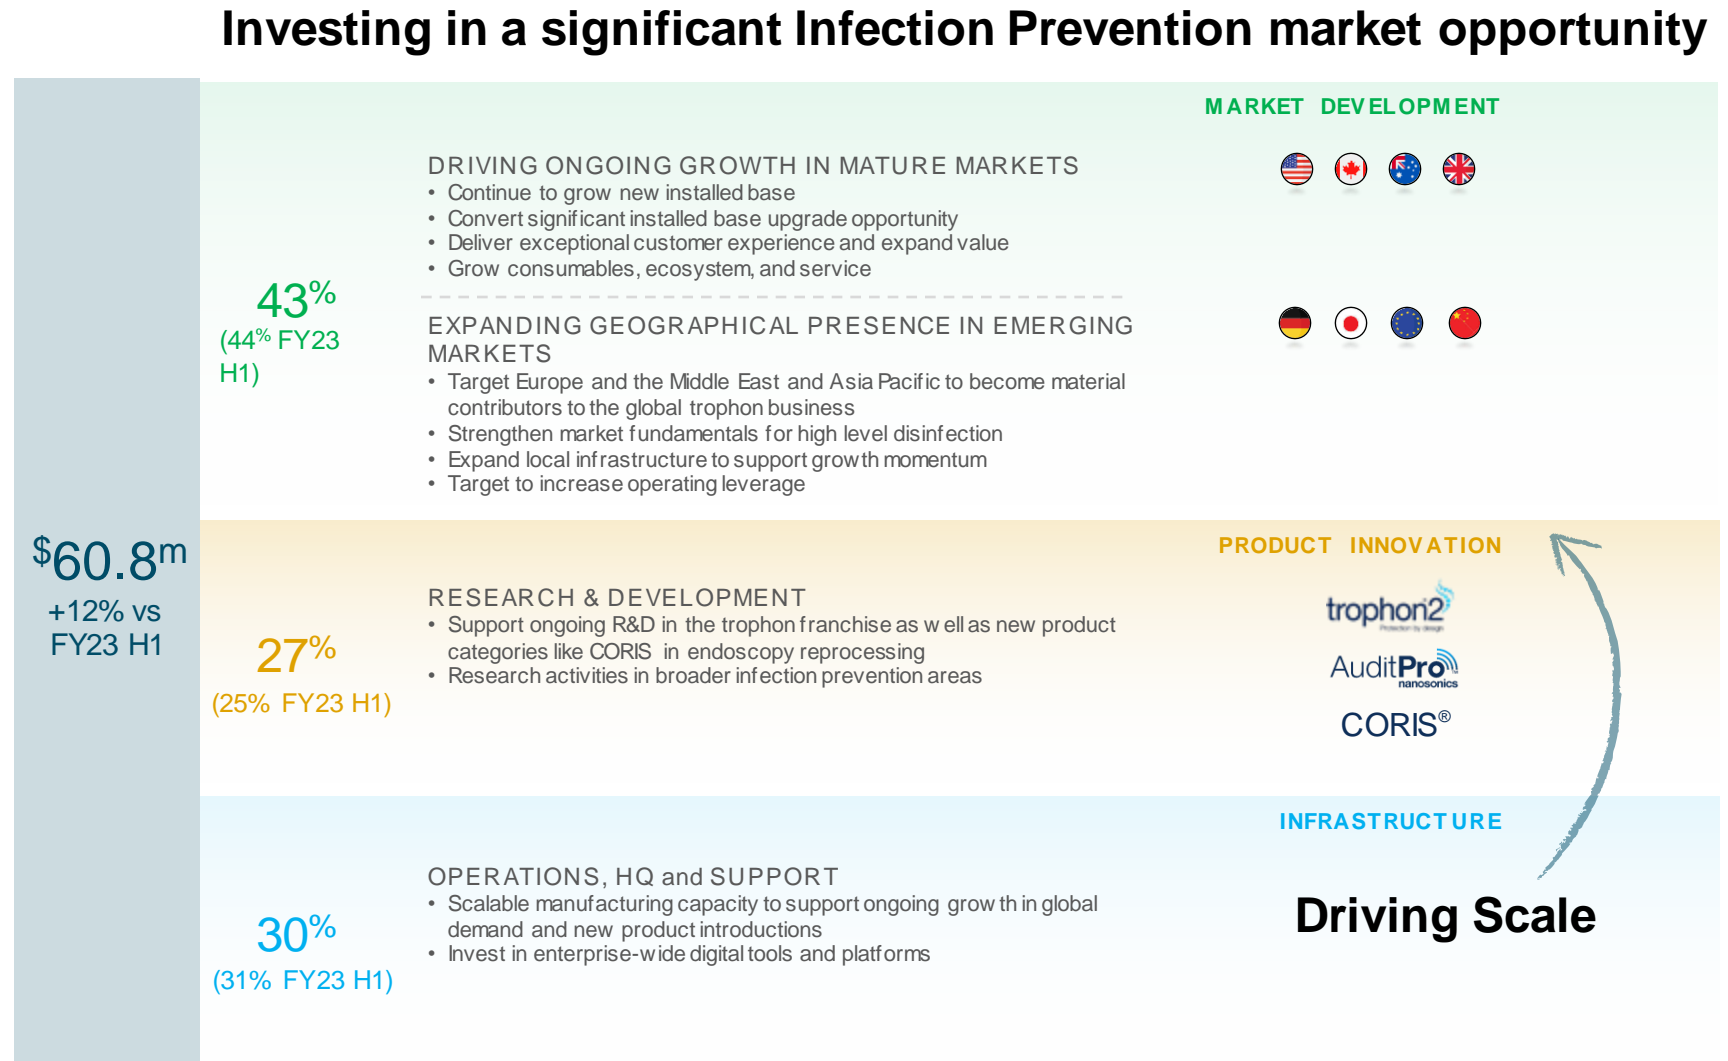 Investing in a significant Infection Prevention market opportunity
MARKET DEVELOPMENT
DRIVING ONGOING GROWTH IN MATURE MARKETS
• Continue to grow new installed base
• Convert significant installed base upgrade opportunity
• Deliver exceptional customer experience and expand value
• Grow consumables, ecosystem, and service
43%
(44% FY23
H1)
EXPANDING GEOGRAPHICAL PRESENCE IN EMERGING
MARKETS
• Target Europe and the Middle East and Asia Pacific to become material
contributors to the global trophon business
• Strengthen market fundamentals for high level disinfection
• Expand local infrastructure to support growth momentum
• Target to increase operating leverage
$60.8m
+12% vs
FY23 H1
PRODUCT INNOVATION
RESEARCH & DEVELOPMENT
• Support ongoing R&D in the trophon franchise as well as new product
categories like CORIS in endoscopy reprocessing
• Research activities in broader infection prevention areas
27%
(25% FY23 H1)
trophon2
Protection by design
AuditPro™
nanosonics
CORIS®
INFRASTRUCTURE
OPERATIONS, HQ and SUPPORT
• Scalable manufacturing capacity to support ongoing growth in global
demand and new product introductions
• Invest in enterprise-wide digital tools and platforms
30%
(31% FY23 H1)
Driving Scale